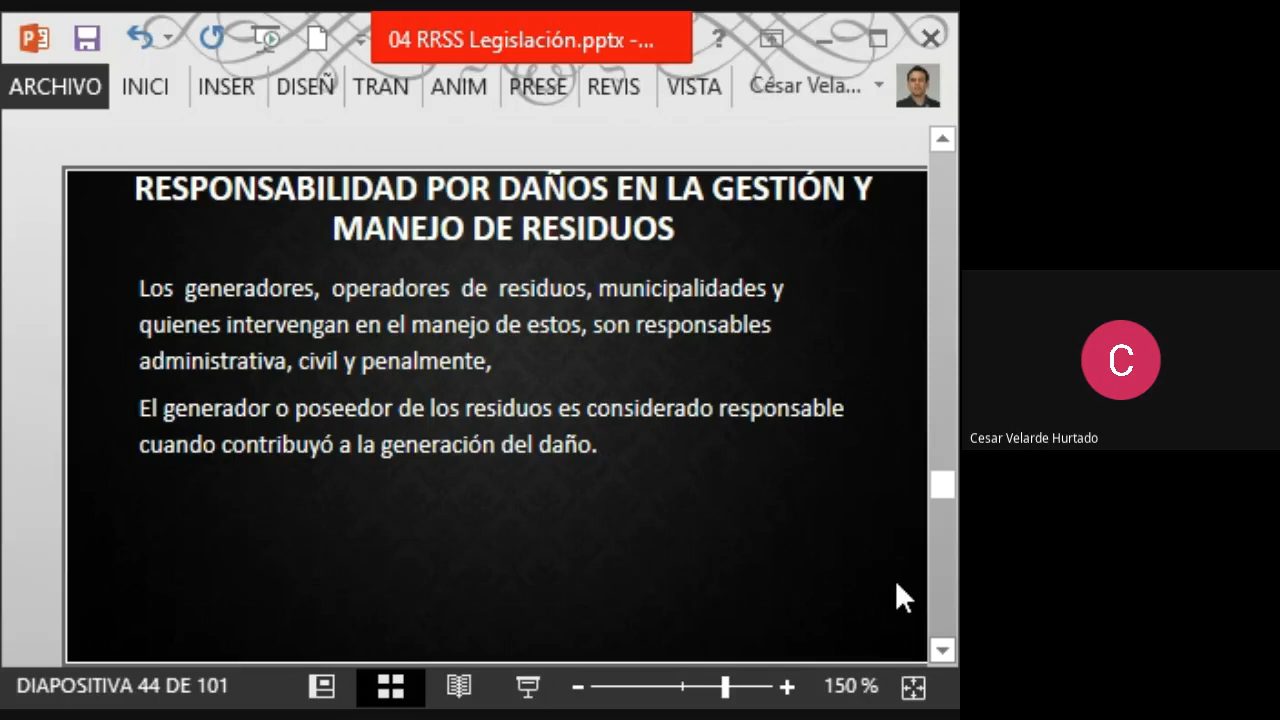 04 RRSS Legislación.pptx -...
?
ARCHIVO INICI INSER DISEÑ TRAN ANIM PRESE REVIS VISTA César Vela...
RESPONSABILIDAD POR DAÑOS EN LA GESTIÓN Y
MANEJO DE RESIDUOS
Los generadores, operadores de residuos, municipalidades y
quienes intervengan en el manejo de estos, son responsables
administrativa, civil y penalmente,
El generador o poseedor de los residuos es considerado responsable
cuando contribuyó a la generación del daño.
C
Cesar Velarde Hurtado
DIAPOSITIVA 44 DE 101
150 %